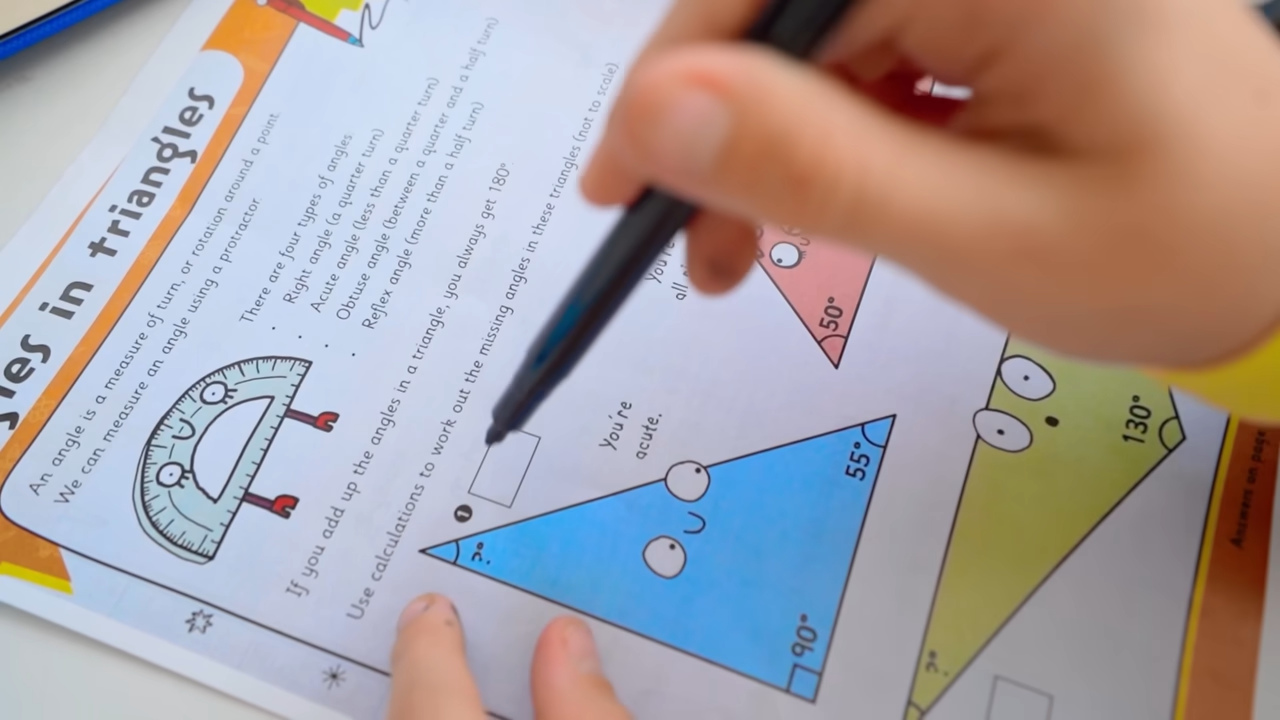 in triangles
An angle is a measure of turn, or rotation around a point.
We can measure an angle using a protractor.
There are four types of angles
• Right angle (a quarter turn)
• Acute angle (less than a quarter turn)
• Obtuse angle (between a quarter and a half turn)
• Reflex angle (more than a half turn)
If you add up the angles in a triangle, you always get 180°.
Use calculations to work out the missing angles in these triangles (not to scale)
1
?°
You're
acute.
55°
90°
all
50°
130°
?°
Answers on